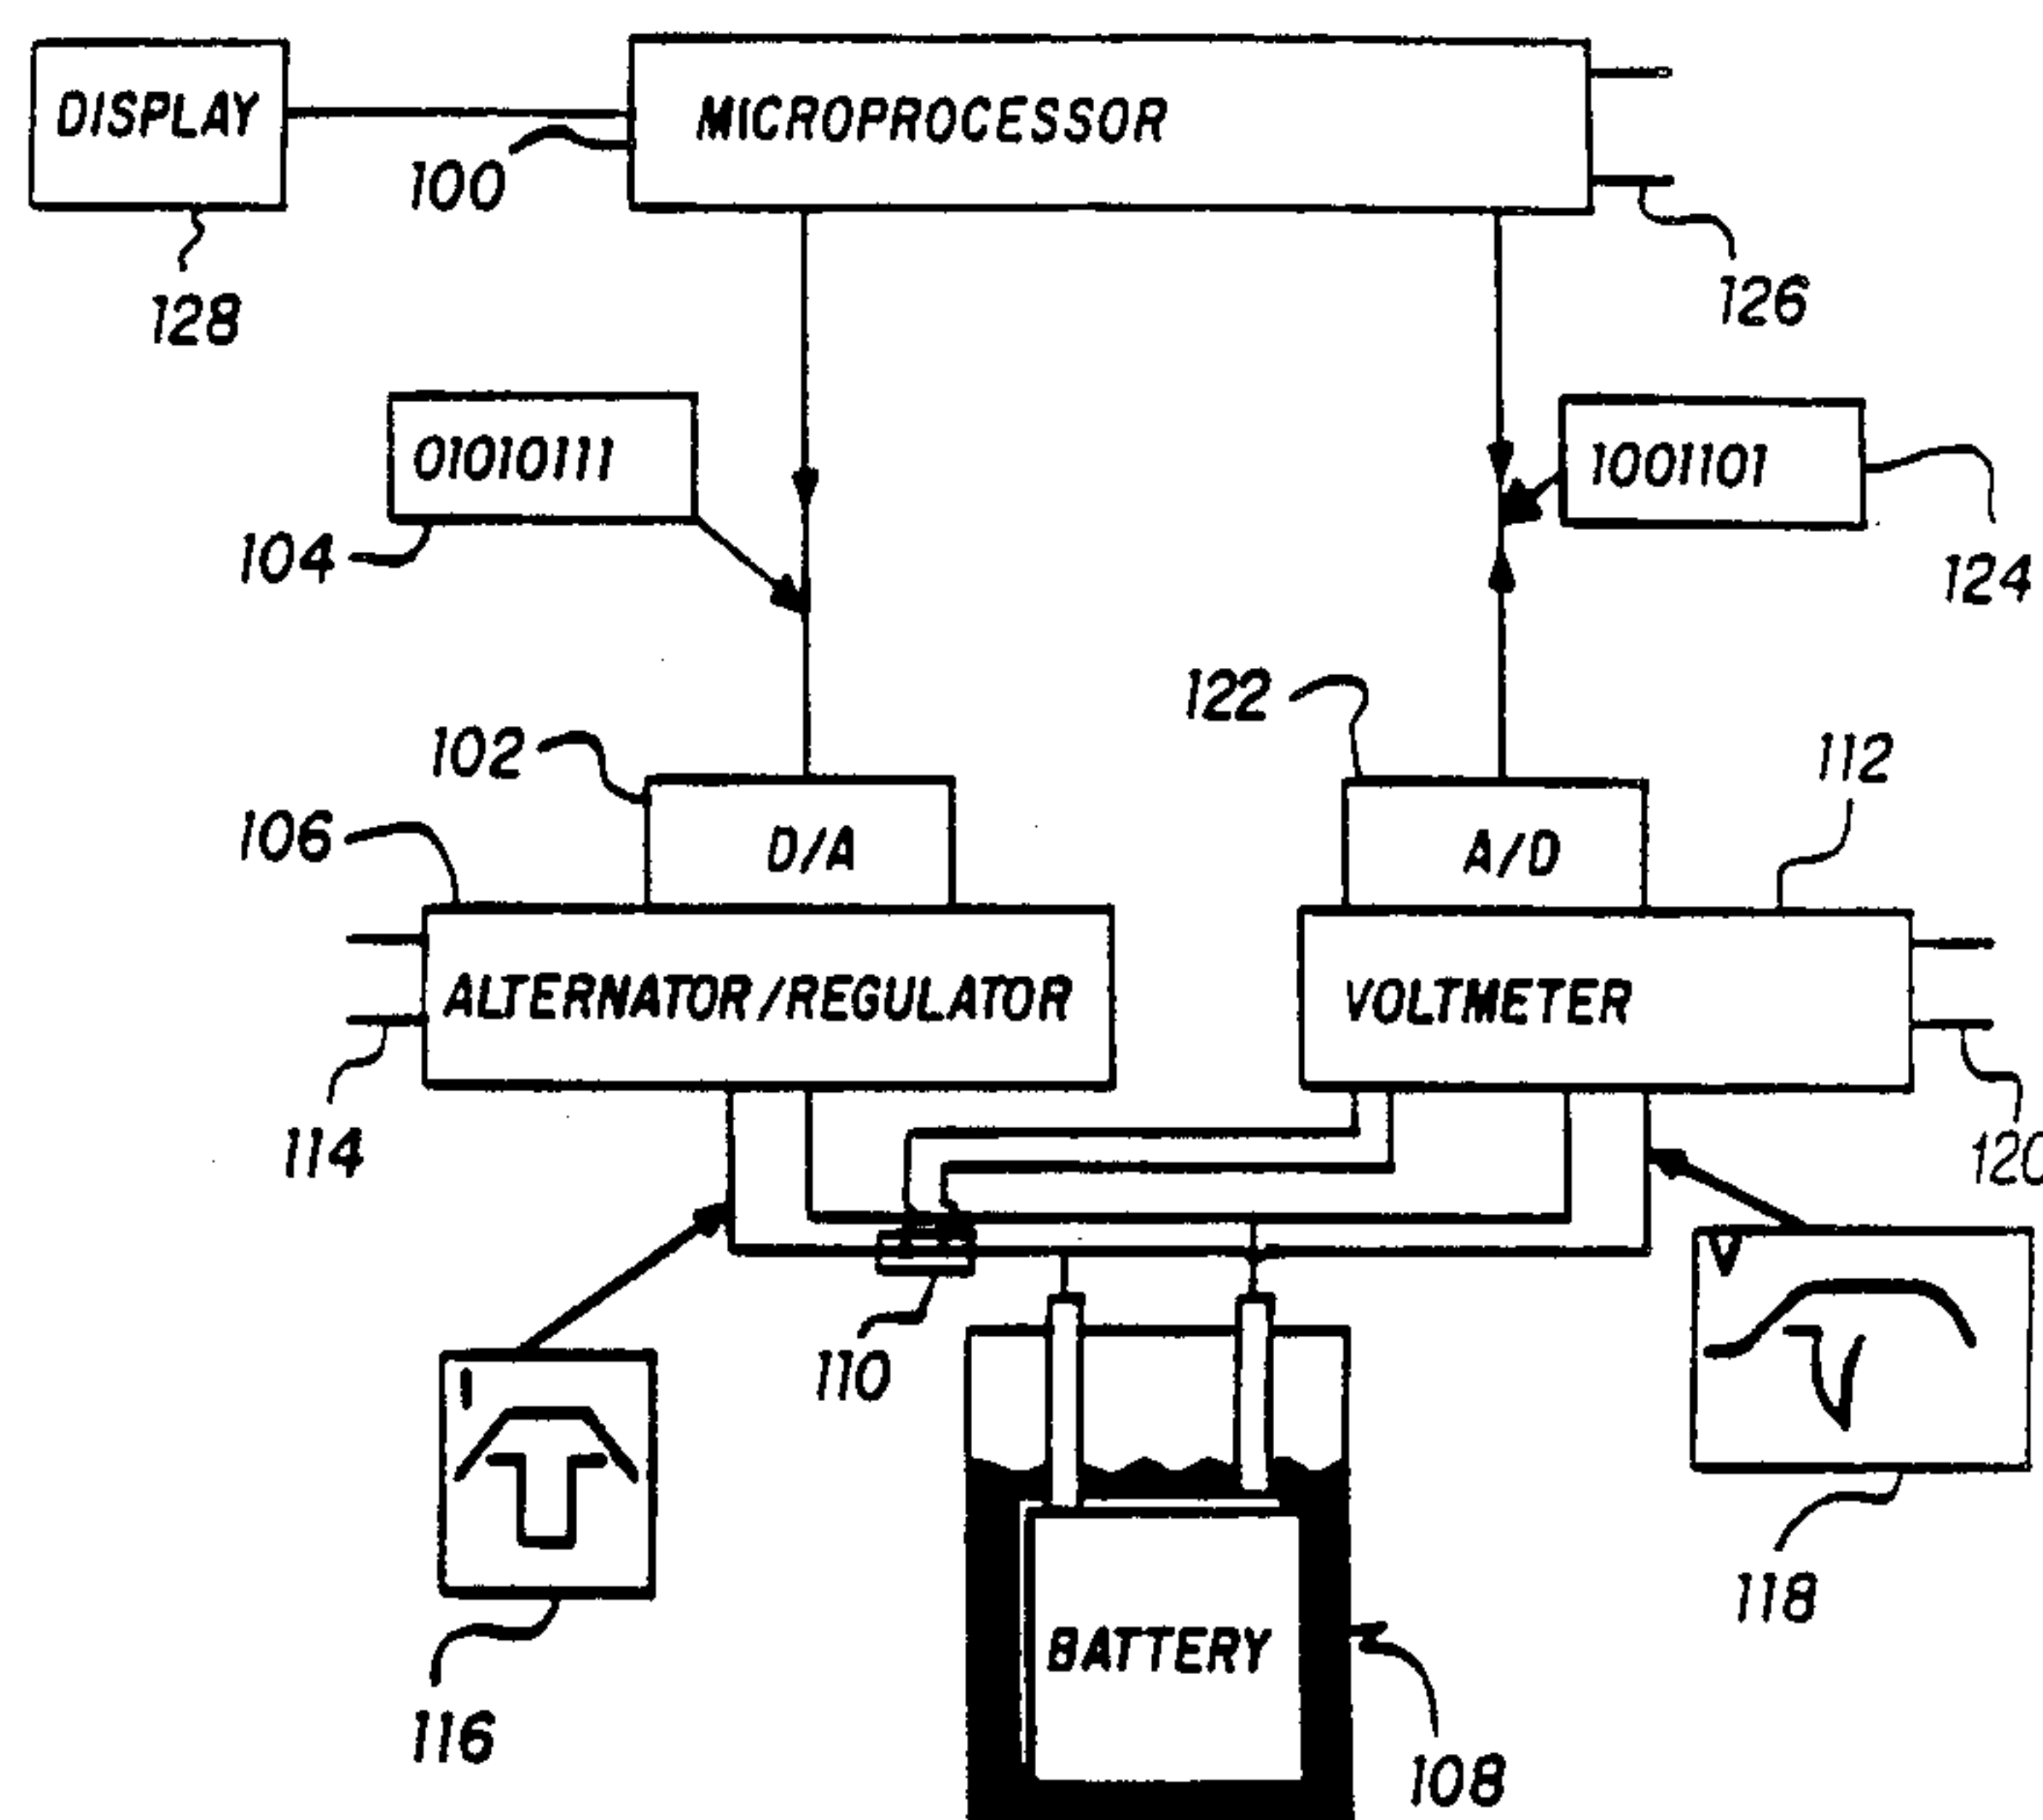 DISPLAY
MICROPROCESSOR
100
128
126
01010111
1001101
104
124
122
102
112
106
D/A
A/D
ALTERNATOR/REGULATOR
VOLTMETER
114
120
V
110
I
118
BATTERY
116
108